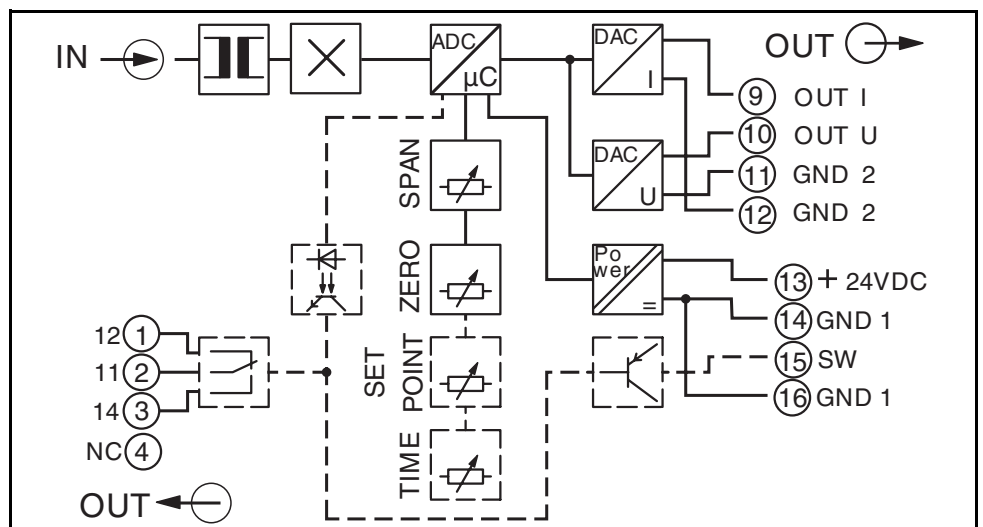 IN
ADC
µC
DAC
I
OUT
9 OUT I
10 OUT U
11 GND 2
12 GND 2
DAC
U
SPAN
ZERO
SET
POINT
TIME
Po
wer
=
13 + 24VDC
14 GND 1
15 SW
16 GND 1
12 1
11 2
14 3
NC 4
OUT